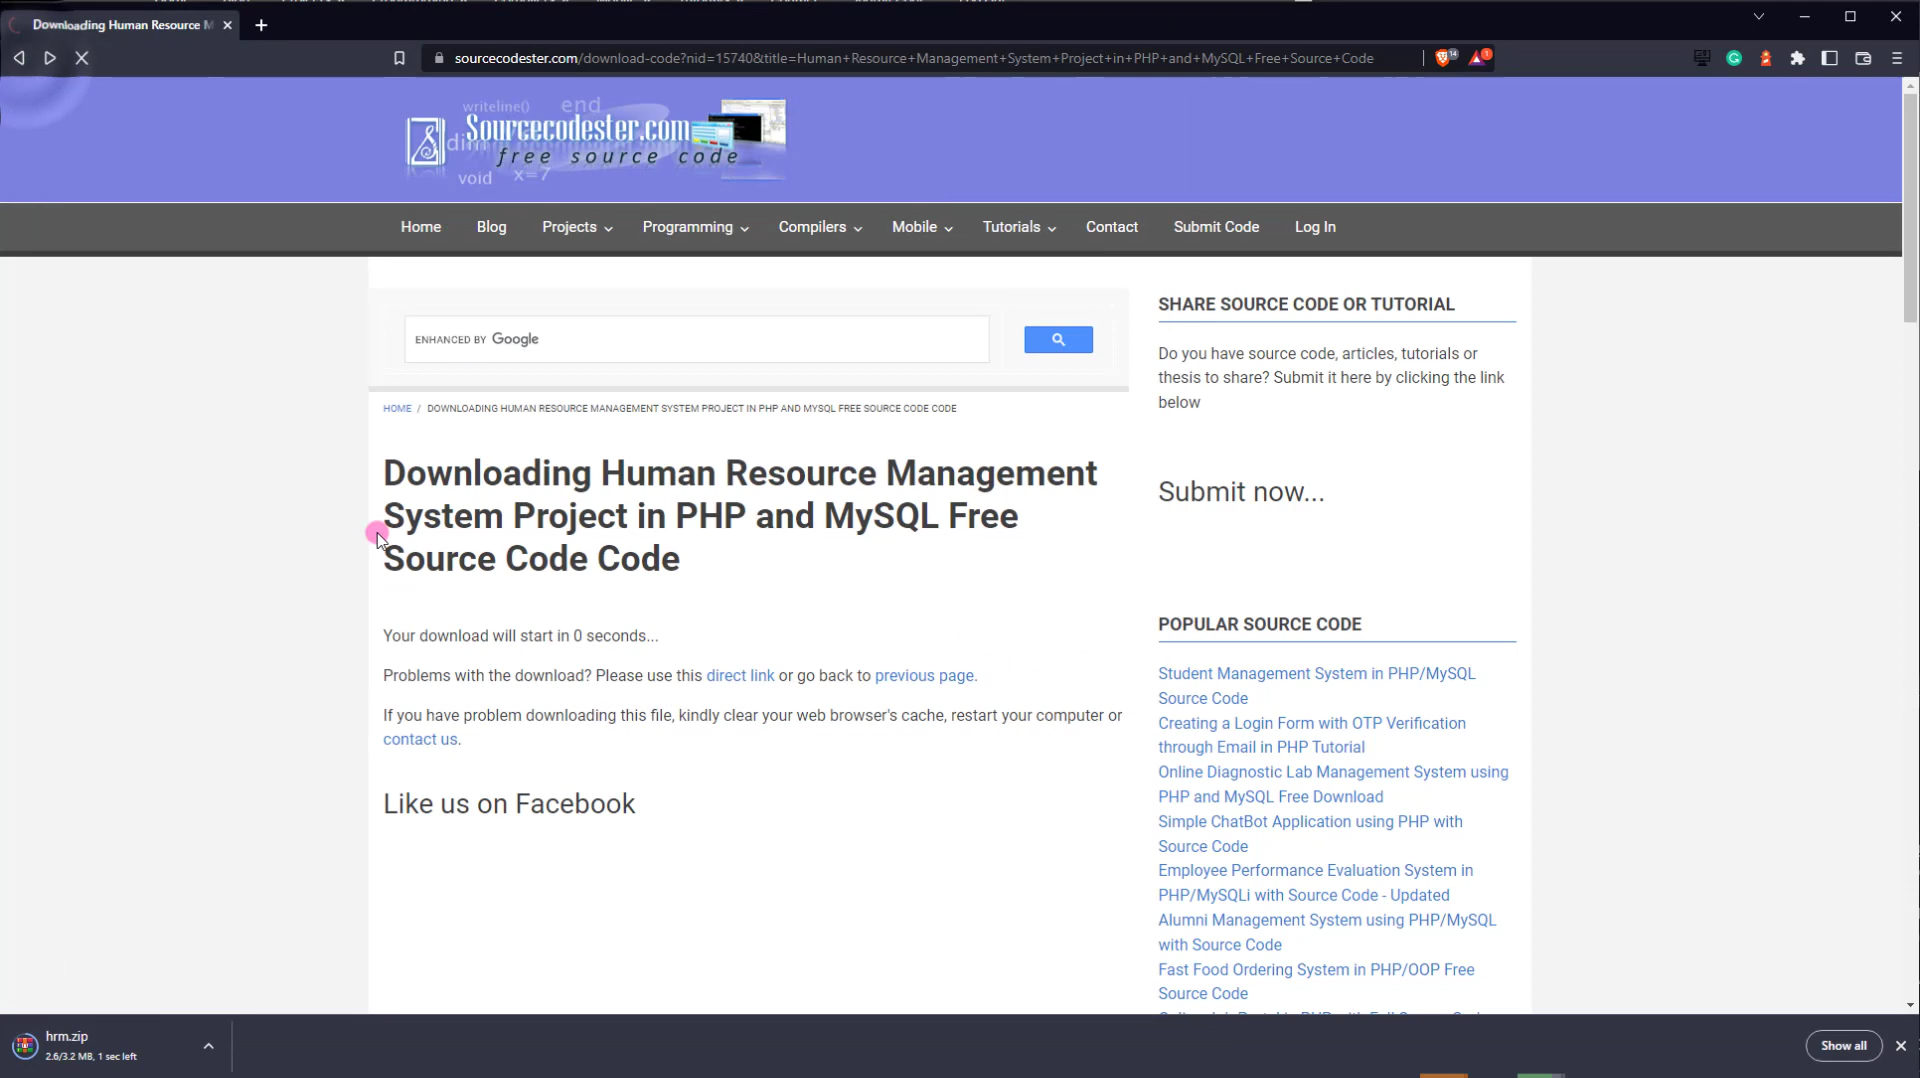 Downloading Human Resource M
sourcecodester.com/download-code?nid=15740&title=Human+Resource+Management+System+Project+in+PHP+and+MySQL+Free+Source+Code
14
1
writeline()
end
Sourcecodester.com
dim
free source code
void
x=7
Home
Blog
Projects
Programming
Compilers
Mobile
Tutorials
Contact
Submit Code
Log In
ENHANCED BY Google
HOME / DOWNLOADING HUMAN RESOURCE MANAGEMENT SYSTEM PROJECT IN PHP AND MYSQL FREE SOURCE CODE CODE
Downloading Human Resource Management
System Project in PHP and MySQL Free
Source Code Code
Your download will start in 0 seconds...
Problems with the download? Please use this direct link or go back to previous page.
If you have problem downloading this file, kindly clear your web browser's cache, restart your computer or
contact us.
Like us on Facebook
SHARE SOURCE CODE OR TUTORIAL
Do you have source code, articles, tutorials or
thesis to share? Submit it here by clicking the link
below
Submit now...
POPULAR SOURCE CODE
Student Management System in PHP/MySQL
Source Code
Creating a Login Form with OTP Verification
through Email in PHP Tutorial
Online Diagnostic Lab Management System using
PHP and MySQL Free Download
Simple ChatBot Application using PHP with
Source Code
Employee Performance Evaluation System in
PHP/MySQLi with Source Code - Updated
Alumni Management System using PHP/MySQL
with Source Code
Fast Food Ordering System in PHP/OOP Free
Source Code
hrm.zip
2.6/3.2 MB, 1 sec left
Show all